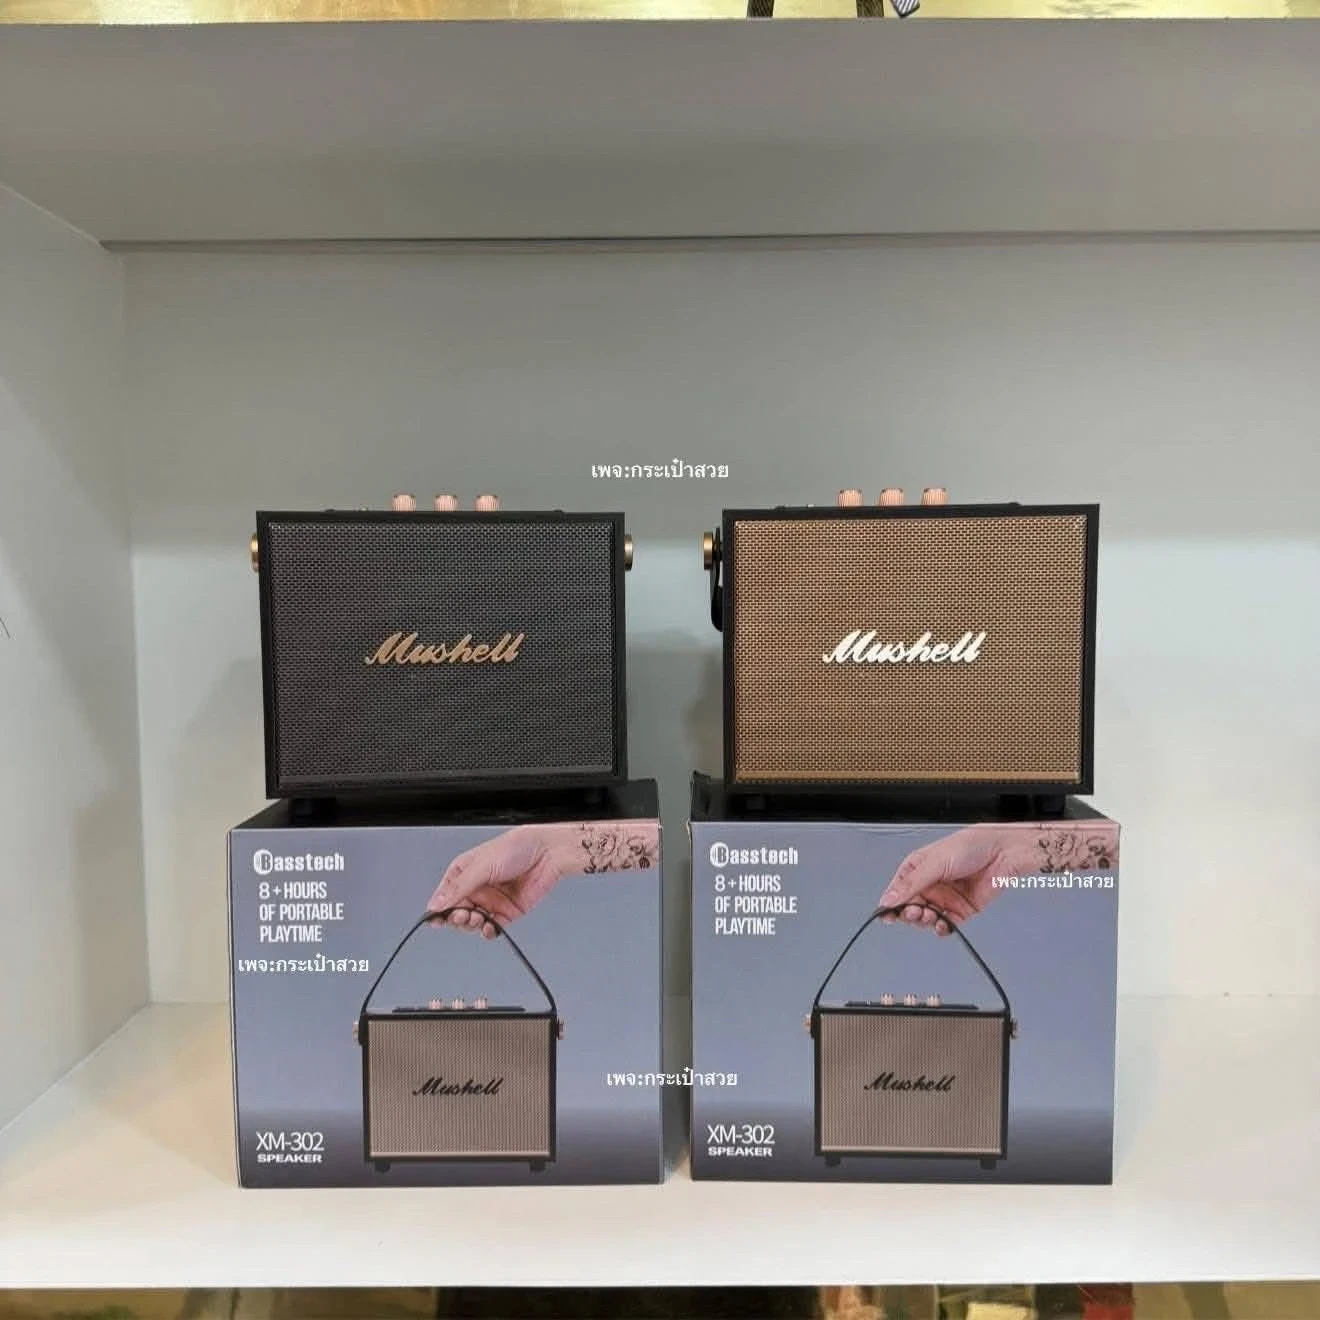 เพจ:กระเป๋าสวย
Mushell
Mushell
Basstech
8+HOURS
OF PORTABLE
PLAYTIME
เพจ:กระเป๋าสวย
Mushell
XM-302
SPEAKER
Basstech
8+HOURS
OF PORTABLE
PLAYTIME
เพจ:กระเป๋าสวย
เพจ:กระเป๋าสวย
Mushell
XM-302
SPEAKER